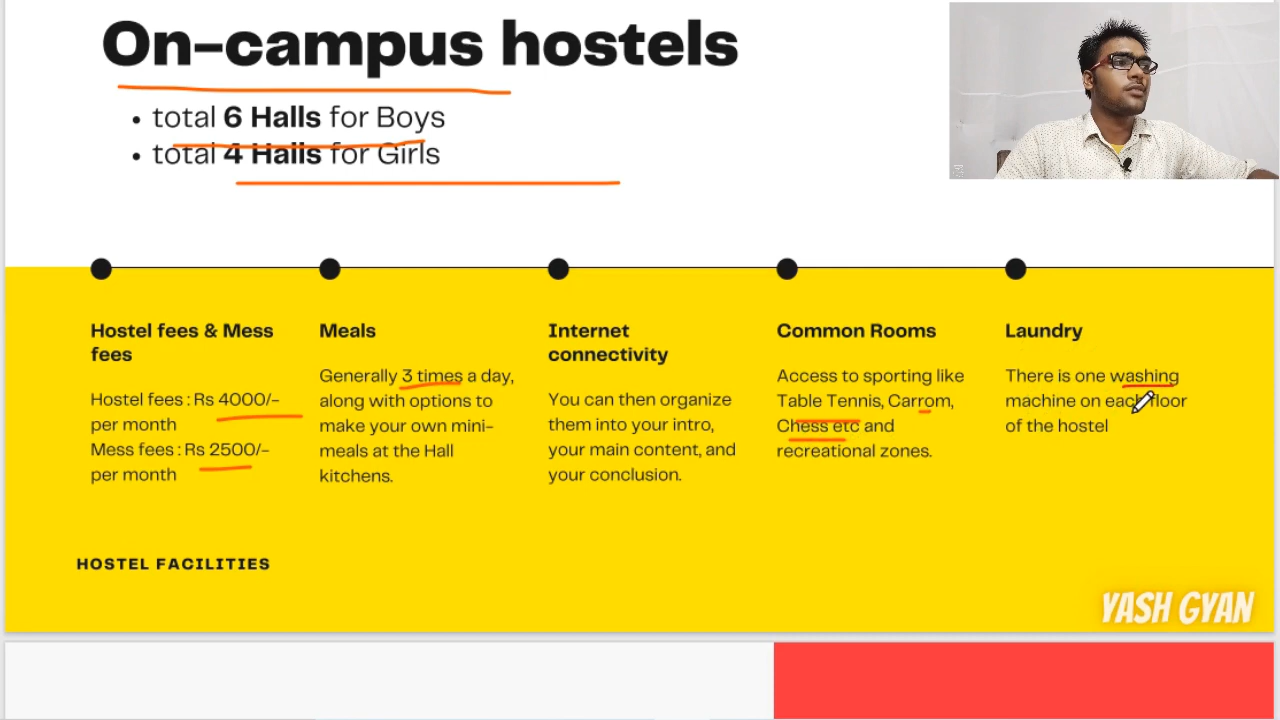 On-campus hostels
• total 6 Halls for Boys
• total 4 Halls for Girls
Hostel fees & Mess
fees
Hostel fees : Rs 4000/-
per month
Mess fees : Rs 2500/-
per month
Meals
Generally 3 times a day,
along with options to
make your own mini-
meals at the Hall
kitchens.
Internet
connectivity
You can then organize
them into your intro,
your main content, and
your conclusion.
Common Rooms
Access to sporting like
Table Tennis, Carrom,
Chess etc and
recreational zones.
Laundry
There is one washing
machine on each floor
of the hostel
HOSTEL FACILITIES
YASH GYAN